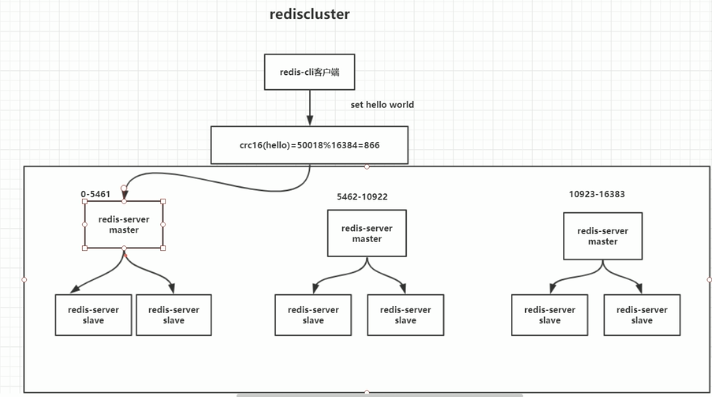 rediscluster
redis-cli客户端
set hello world
crc16(hello)=50018%16384=866
0-5461
5462-10922
10923-16383
redis-server
master
redis-server
master
redis-server
master
redis-server
slave
redis-server
slave
redis-server
slave
redis-server
slave
redis-server
slave
redis-server
slave